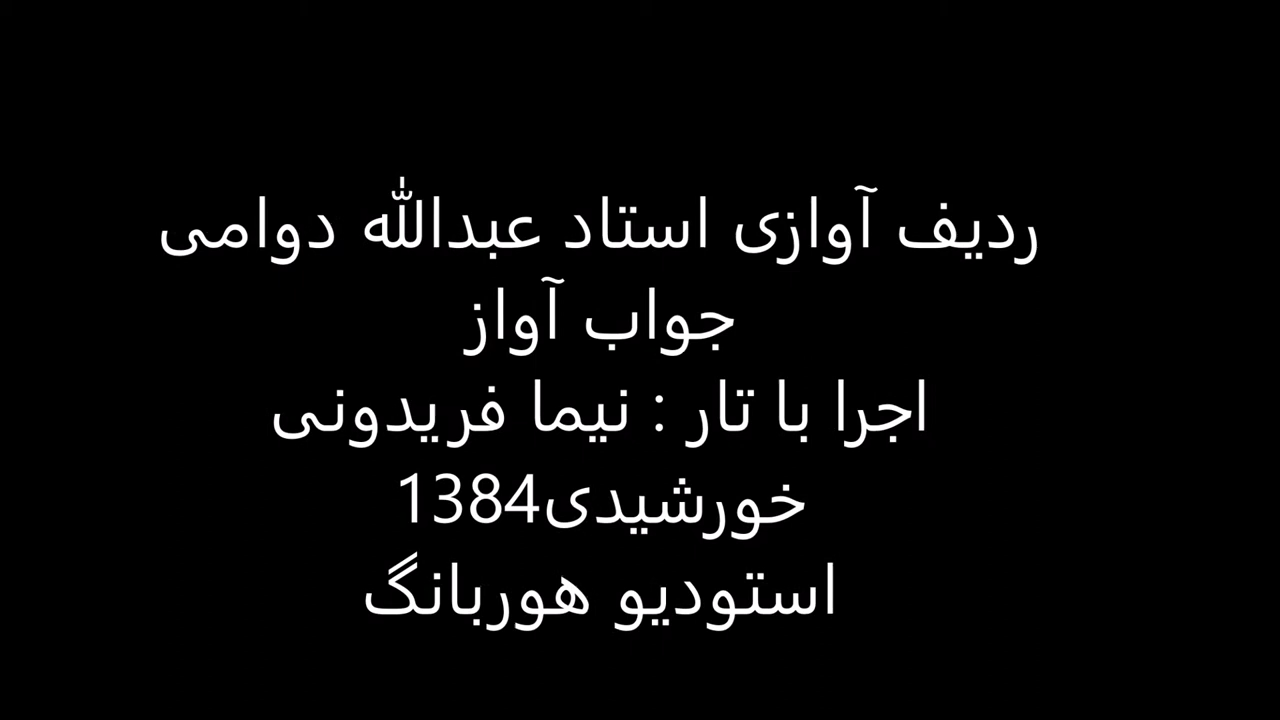 ردیف آوازی استاد عبدالله دوامی
جواب آواز
اجرا با تار : نیما فریدونی
خورشیدی1384
استودیو هوربانگ